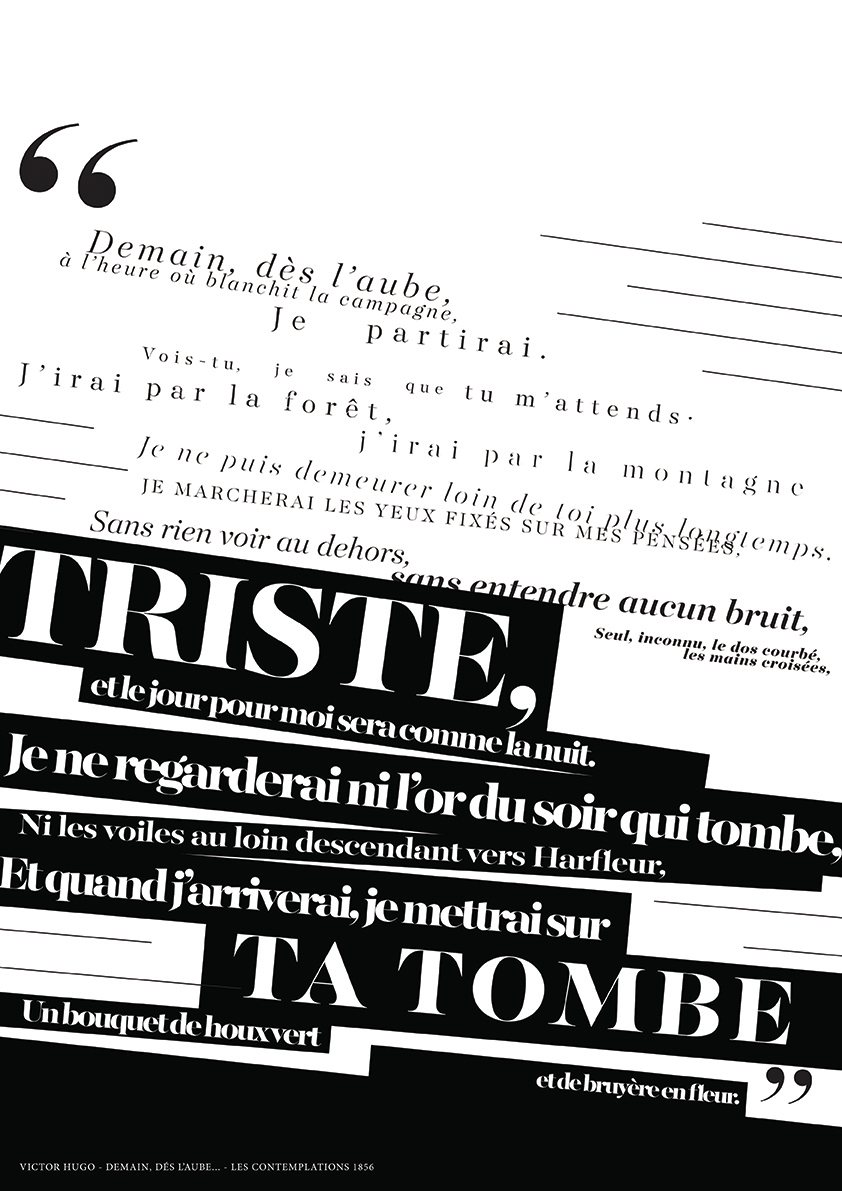 “
Demain, dès l’aube,
à l’heure où blanchit la campagne,
Je partirai.
Vois-tu, je sais que tu m’attends.
J’irai par la forêt,
j’irai par la montagne
Je ne puis demeurer loin de toi plus longtemps.
JE MARCHERAI LES YEUX FIXÉS SUR MES PENSÉES,
Sans rien voir au dehors,
sans entendre aucun bruit,
Seul, inconnu, le dos courbé,
les mains croisées,
TRISTE,
et le jour pour moi sera comme la nuit.
Je ne regarderai ni l’or du soir qui tombe,
Ni les voiles au loin descendant vers Harfleur,
Et quand j’arriverai, je mettrai sur
TA TOMBE
Un bouquet de houx vert
et de bruyère en fleur.
”
VICTOR HUGO - DEMAIN, DÉS L’AUBE... - LES CONTEMPLATIONS 1856